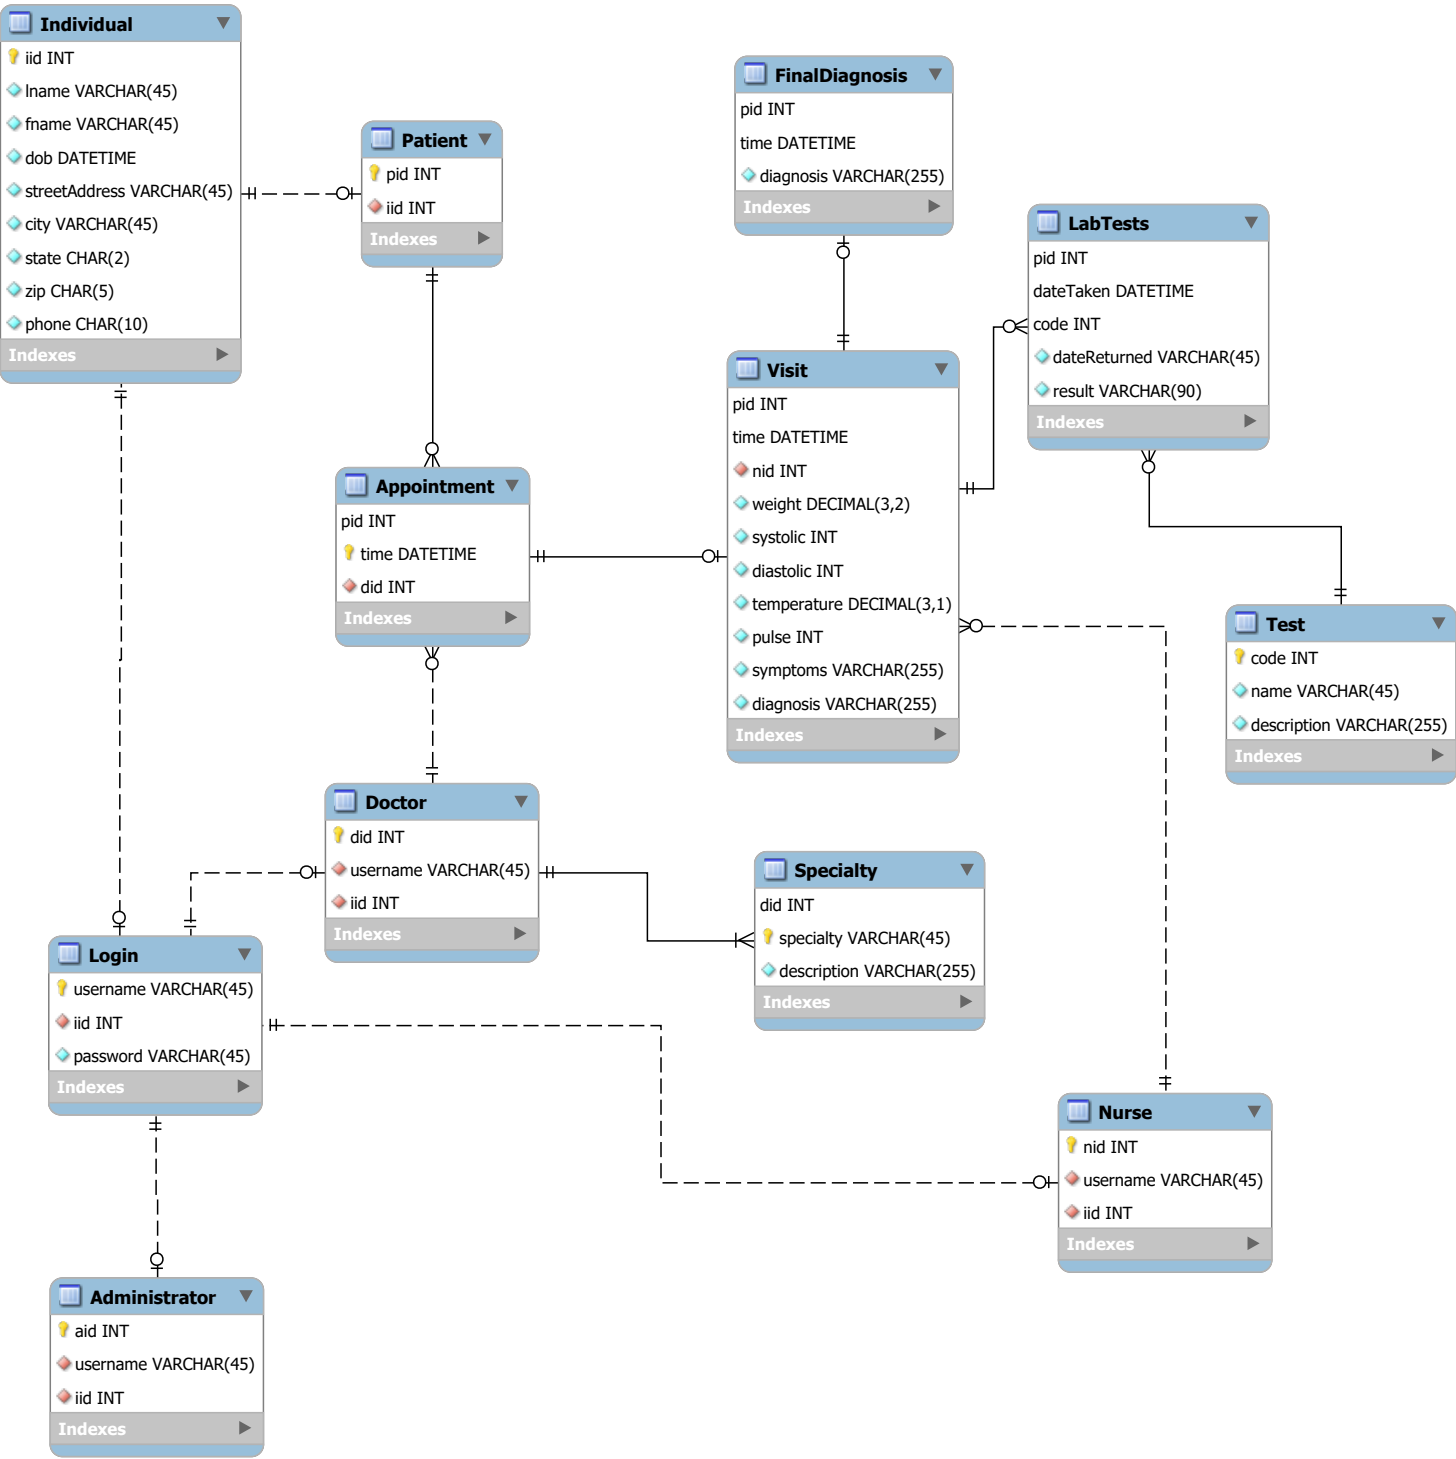 Individual
iid INT
lname VARCHAR(45)
fname VARCHAR(45)
dob DATETIME
streetAddress VARCHAR(45)
city VARCHAR(45)
state CHAR(2)
zip CHAR(5)
phone CHAR(10)
Indexes
Patient
pid INT
iid INT
Indexes
FinalDiagnosis
pid INT
time DATETIME
diagnosis VARCHAR(255)
Indexes
LabTests
pid INT
dateTaken DATETIME
code INT
dateReturned VARCHAR(45)
result VARCHAR(90)
Indexes
Visit
pid INT
time DATETIME
nid INT
weight DECIMAL(3,2)
systolic INT
diastolic INT
temperature DECIMAL(3,1)
pulse INT
symptoms VARCHAR(255)
diagnosis VARCHAR(255)
Indexes
Appointment
pid INT
time DATETIME
did INT
Indexes
Test
code INT
name VARCHAR(45)
description VARCHAR(255)
Indexes
Doctor
did INT
username VARCHAR(45)
iid INT
Indexes
Specialty
did INT
specialty VARCHAR(45)
description VARCHAR(255)
Indexes
Login
username VARCHAR(45)
iid INT
password VARCHAR(45)
Indexes
Nurse
nid INT
username VARCHAR(45)
iid INT
Indexes
Administrator
aid INT
username VARCHAR(45)
iid INT
Indexes